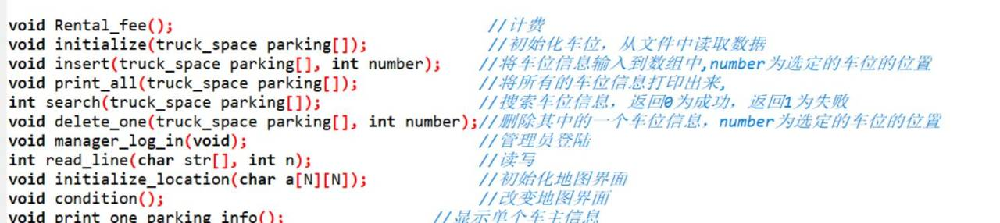 void Rental_fee(); //计费
void initialize(truck_space parking[]); //初始化车位，从文件中读取数据
void insert(truck_space parking[], int number); //将车位信息输入到数组中,number为选定的车位的位置
void print_all(truck_space parking[]); //将所有的车位信息打印出来,
int search(truck_space parking[]); //搜索车位信息，返回0为成功，返回1为失败
void delete_one(truck_space parking[], int number);//删除其中的一个车位信息，number为选定的车位的位置
void manager_log_in(void); //管理员登陆
int read_line(char str[], int n); //读写
void initialize_location(char a[N][N]); //初始化地图界面
void condition(); //改变地图界面
void print_one_parking_info(); //显示单个车主信息